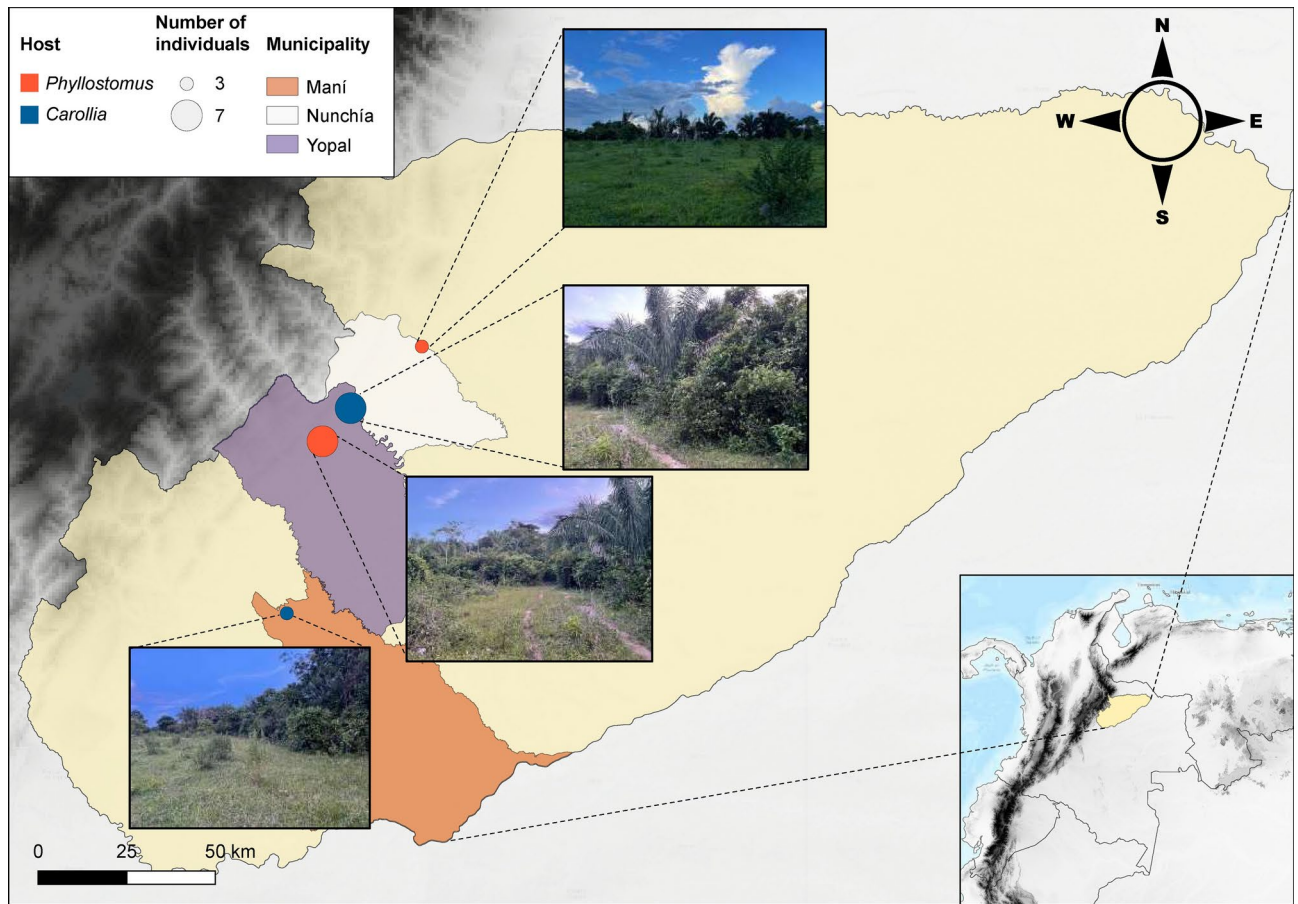 Host
Phyllostomus
Carollia
Number of
individuals
3
7
Municipality
Maní
Nunchía
Yopal
N
W
E
S
0
25
50 km